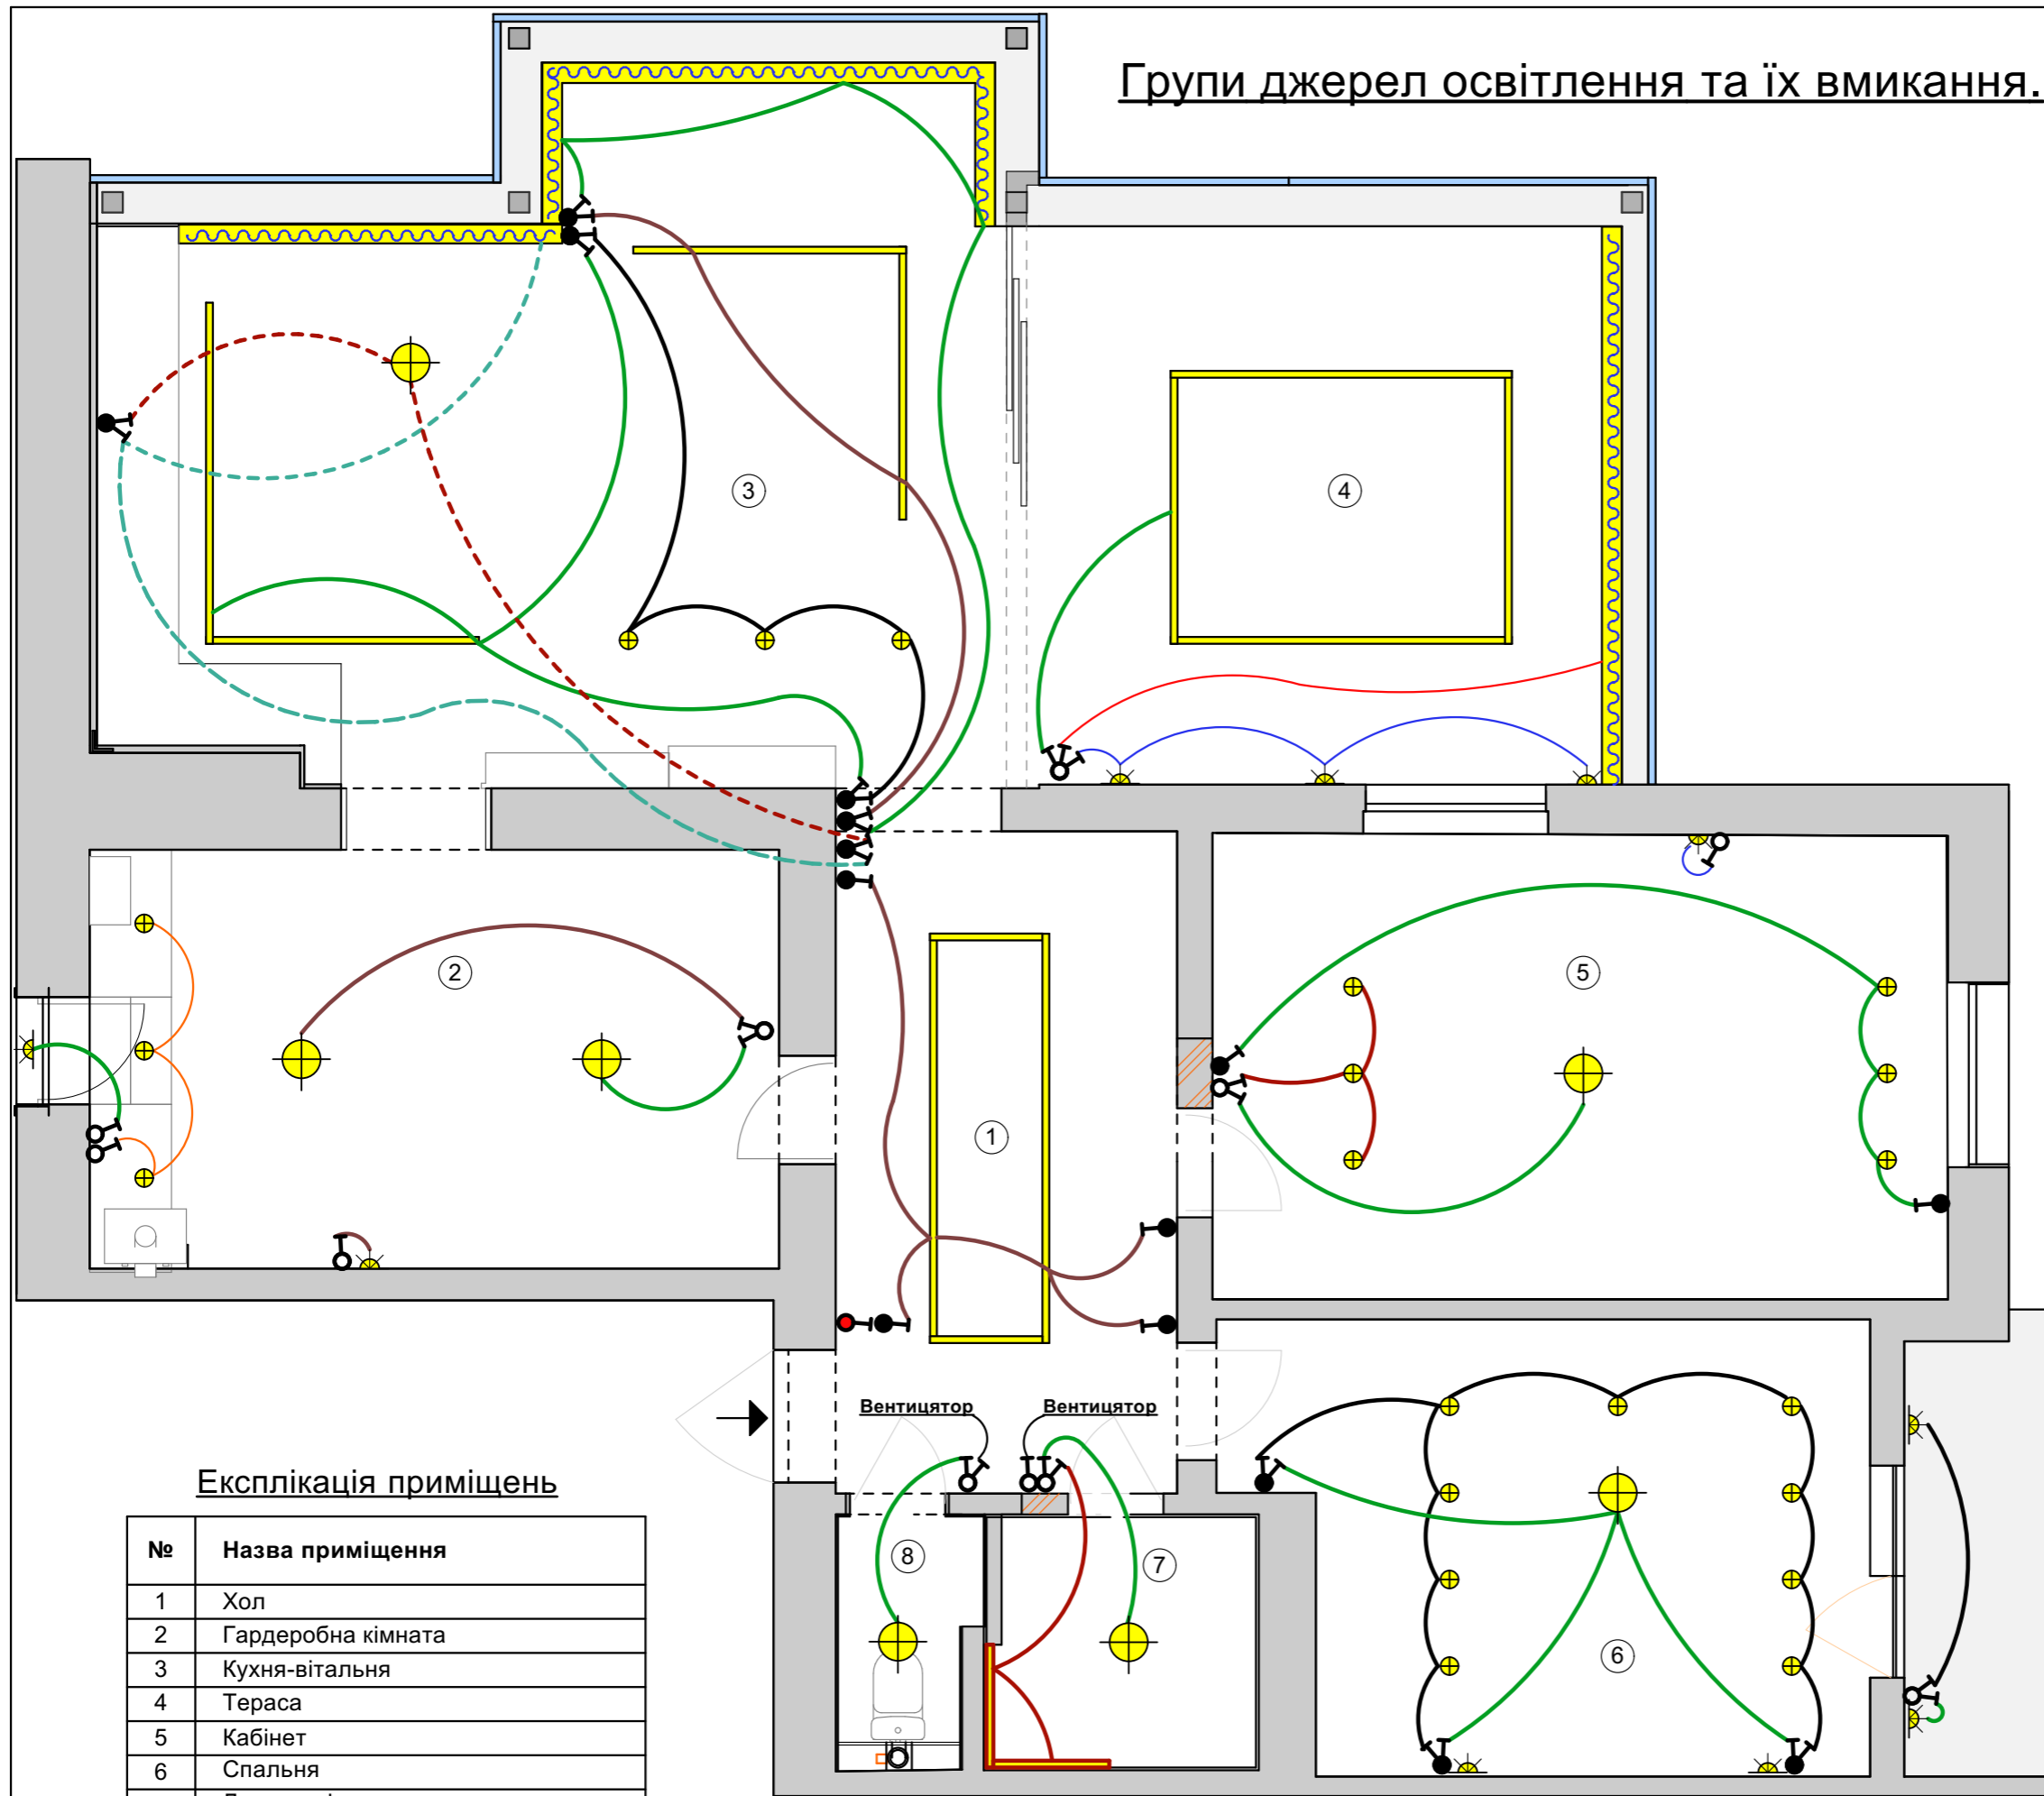 Групи джерел освітлення та їх вмикання.
3
4
2
5
1
Вентицятор
Вентицятор
8
7
6
Експлікація приміщень
№ Назва приміщення
1 Хол
2 Гардеробна кімната
3 Кухня-вітальня
4 Тераса
5 Кабінет
6 Спальня